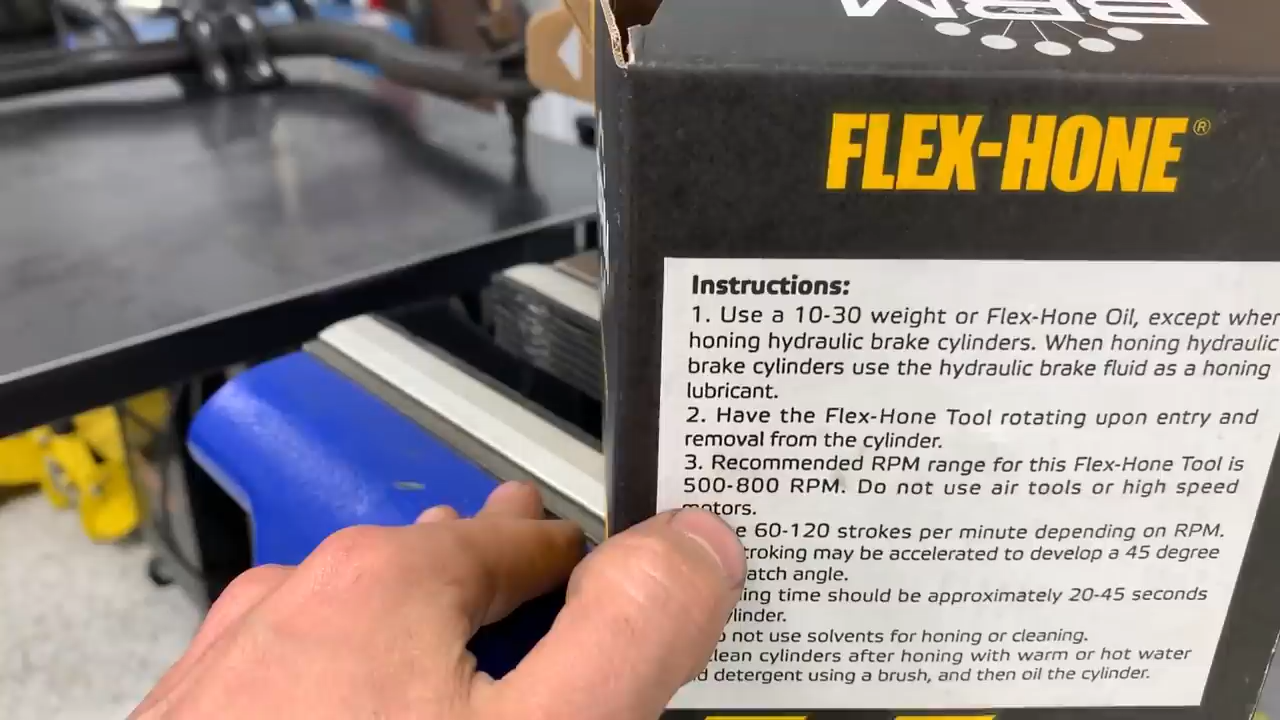 BRM
FLEX-HONE®
Instructions:
1. Use a 10-30 weight or Flex-Hone Oil, except when
honing hydraulic brake cylinders. When honing hydraulic
brake cylinders use the hydraulic brake fluid as a honing
lubricant.
2. Have the Flex-Hone Tool rotating upon entry and
removal from the cylinder.
3. Recommended RPM range for this Flex-Hone Tool is
500-800 RPM. Do not use air tools or high speed
motors.
60-120 strokes per minute depending on RPM.
troking may be accelerated to develop a 45 degree
atch angle.
ing time should be approximately 20-45 seconds
ylinder.
o not use solvents for honing or cleaning.
lean cylinders after honing with warm or hot water
d detergent using a brush, and then oil the cylinder.